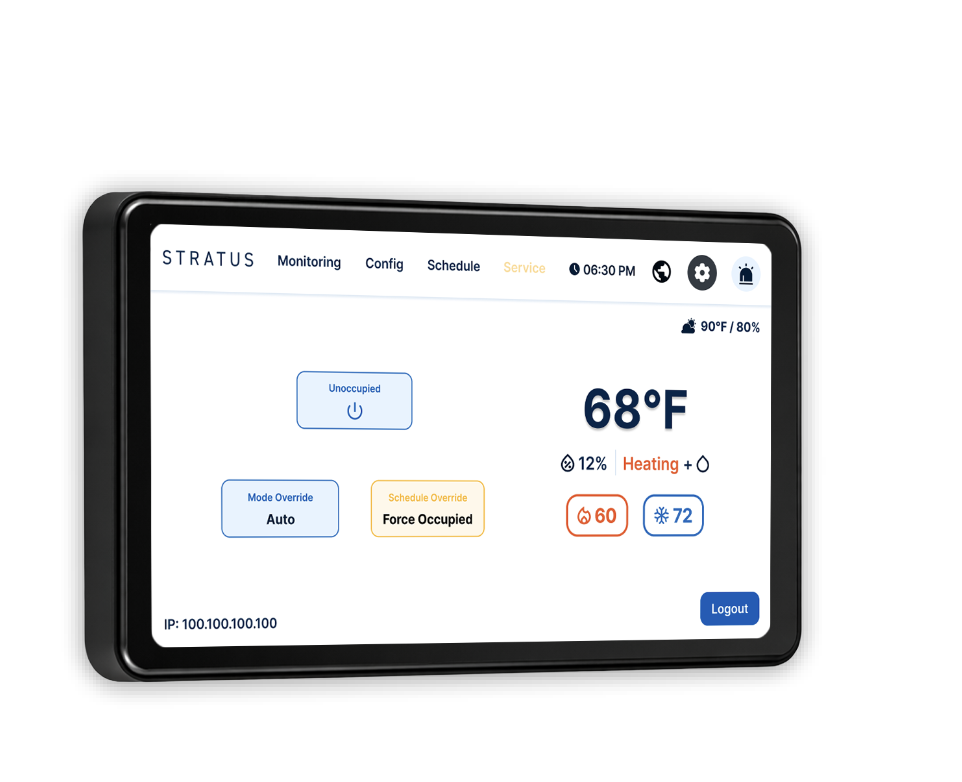 STRATUS Monitoring Config Schedule Service 06:30 PM
90°F / 80%
Unoccupied
68°F
12% Heating +
Mode Override
Auto
Schedule Override
Force Occupied
60 72
Logout
IP: 100.100.100.100